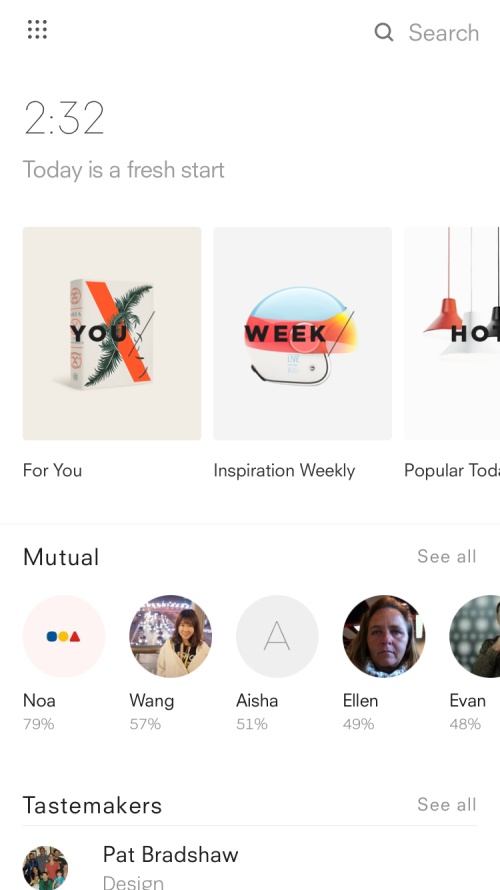 Search
2:32
Today is a fresh start
YOU
WEEK
HOT
For You
Inspiration Weekly
Popular Toda
Mutual
See all
Noa
Wang
A
Aisha
Ellen
Evan
79%
57%
51%
49%
48%
Tastemakers
See all
Pat Bradshaw
Design